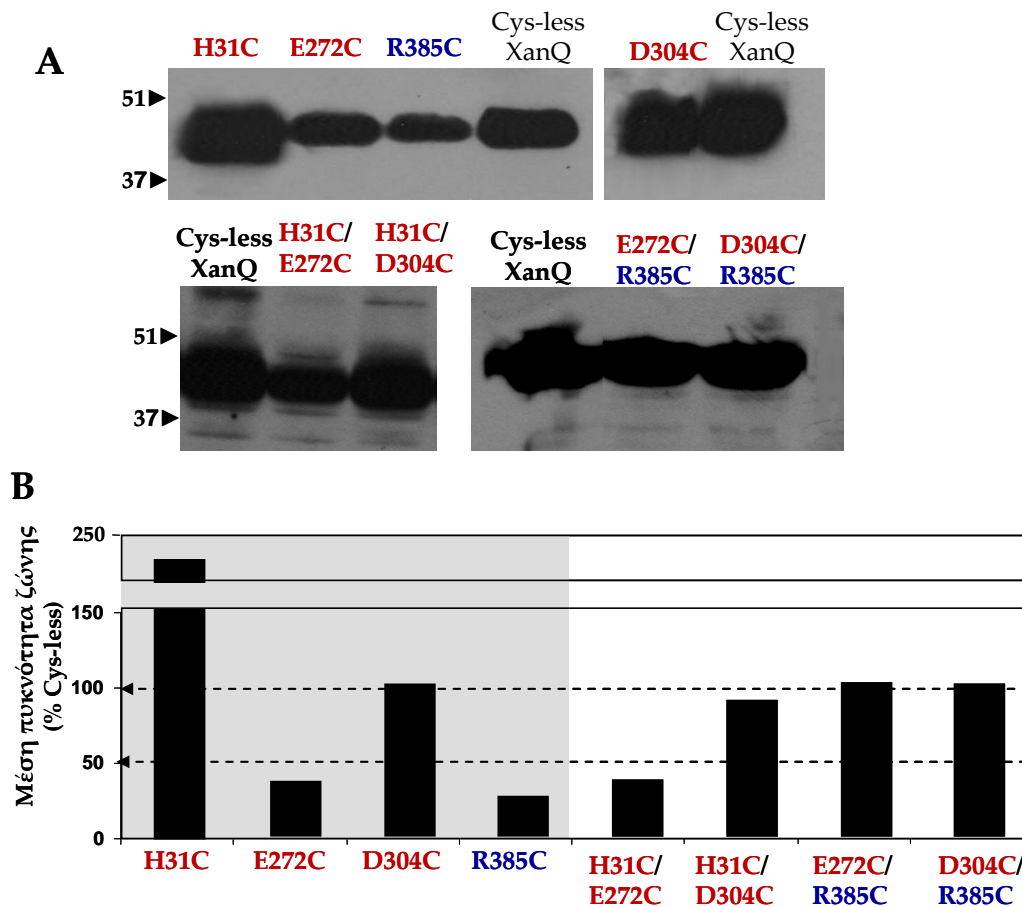 A
H31C E272C R385C Cys-less XanQ
D304C Cys-less XanQ
51
37
Cys-less XanQ
H31C/ E272C
H31C/ D304C
Cys-less XanQ
E272C/ R385C
D304C/ R385C
51
37
B
Μέση πυκνότητα ζώνης
(% Cys-less)
250
150
100
50
0
H31C E272C D304C R385C
H31C/ H31C/ E272C/ D304C/
E272C D304C R385C R385C